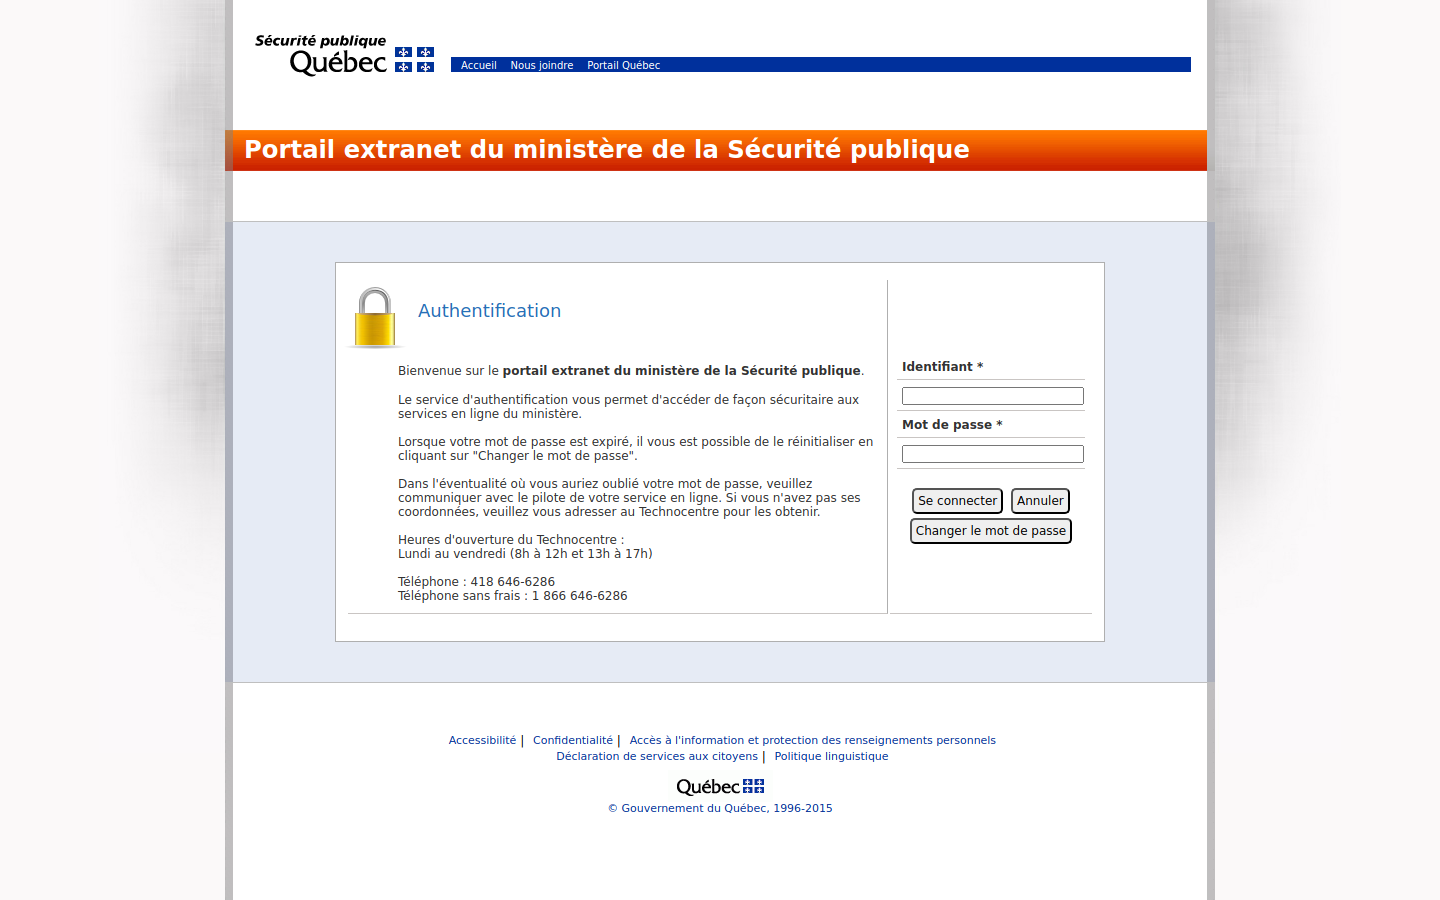 Sécurité publique
Québec
Accueil Nous joindre Portail Québec
Portail extranet du ministère de la Sécurité publique
Authentification
Bienvenue sur le portail extranet du ministère de la Sécurité publique.
Le service d'authentification vous permet d'accéder de façon sécuritaire aux
services en ligne du ministère.
Lorsque votre mot de passe est expiré, il vous est possible de le réinitialiser en
cliquant sur "Changer le mot de passe".
Dans l'éventualité où vous auriez oublié votre mot de passe, veuillez
communiquer avec le pilote de votre service en ligne. Si vous n'avez pas ses
coordonnées, veuillez vous adresser au Technocentre pour les obtenir.
Heures d'ouverture du Technocentre :
Lundi au vendredi (8h à 12h et 13h à 17h)
Téléphone : 418 646-6286
Téléphone sans frais : 1 866 646-6286
Identifiant *
Mot de passe *
Se connecter Annuler
Changer le mot de passe
Accessibilité | Confidentialité | Accès à l'information et protection des renseignements personnels
Déclaration de services aux citoyens | Politique linguistique
Québec
© Gouvernement du Québec, 1996-2015